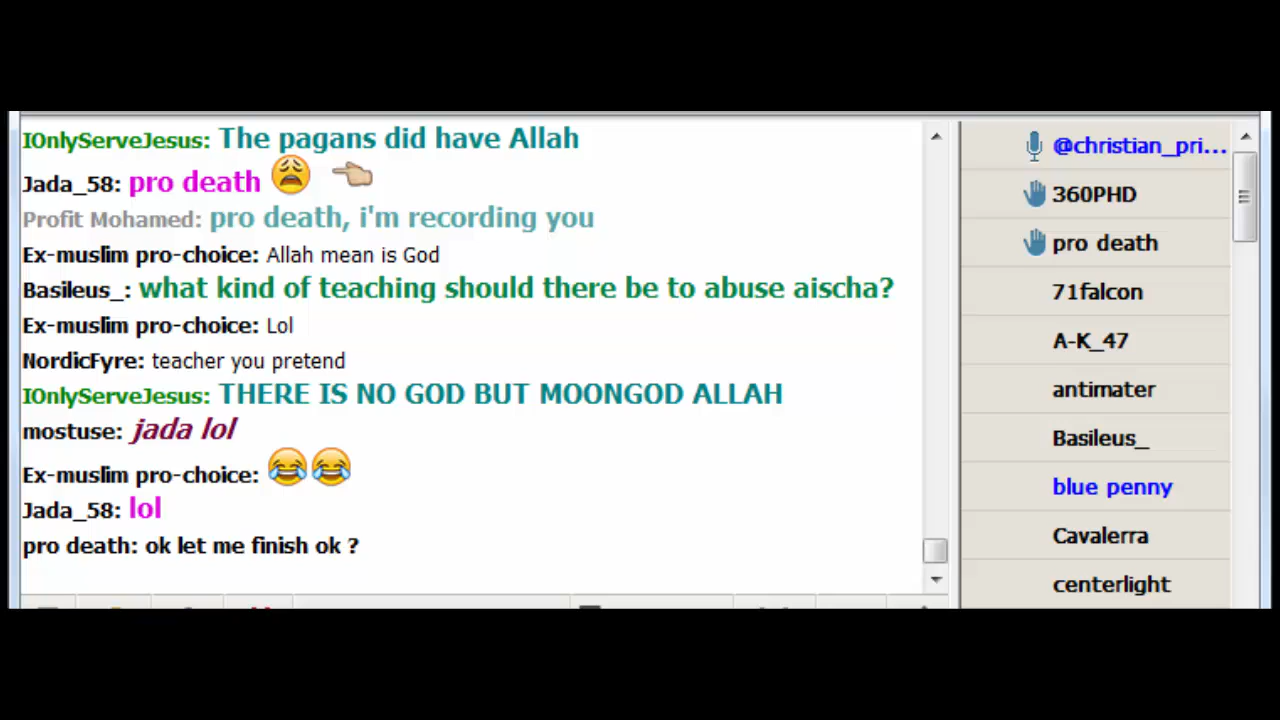 IOnlyServeJesus: The pagans did have Allah
Jada_58: pro death 😩 👈
Profit Mohamed: pro death, i'm recording you
Ex-muslim pro-choice: Allah mean is God
Basileus_: what kind of teaching should there be to abuse aischa?
Ex-muslim pro-choice: Lol
NordicFyre: teacher you pretend
IOnlyServeJesus: THERE IS NO GOD BUT MOONGOD ALLAH
mostuse: jada lol
Ex-muslim pro-choice: 😂😂
Jada_58: lol
pro death: ok let me finish ok ?
@christian_pri...
360PHD
pro death
71falcon
A-K_47
antimater
Basileus_
blue penny
Cavalerra
centerlight